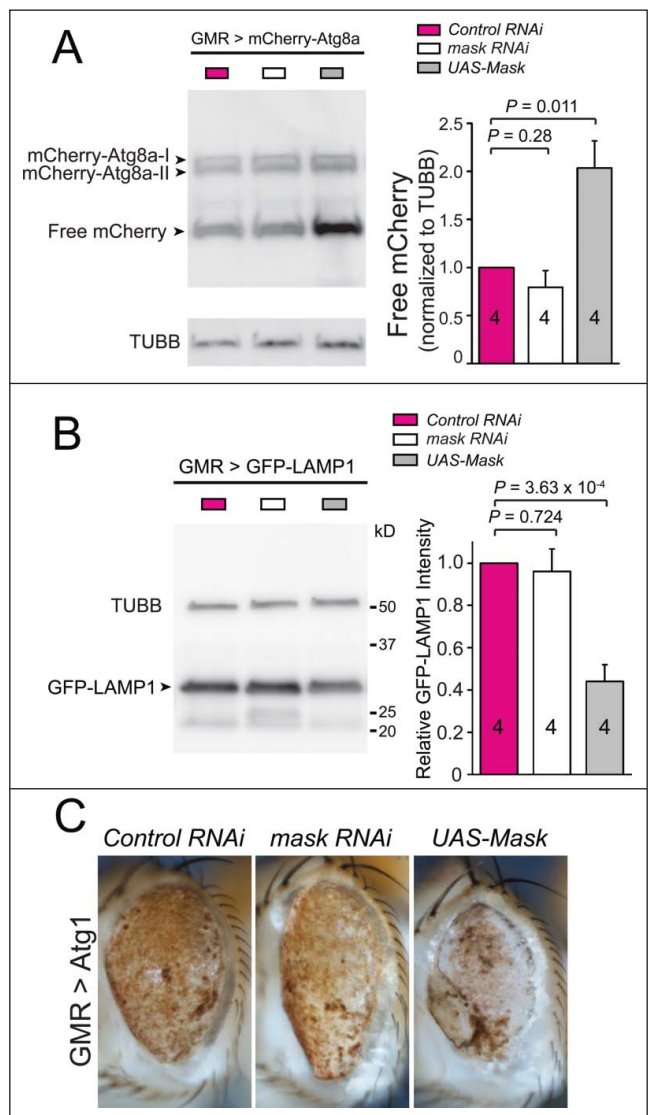 A
GMR > mCherry-Atg8a
Control RNAi
mask RNAi
UAS-Mask
mCherry-Atg8a-I
mCherry-Atg8a-II
Free mCherry
TUBB
P = 0.011
P = 0.28
Free mCherry
(normalized to TUBB)
2.5
2.0
1.5
1.0
0.5
0
4
4
4
B
GMR > GFP-LAMP1
Control RNAi
mask RNAi
UAS-Mask
kD
TUBB
50
37
GFP-LAMP1
25
20
P = 3.63 x 10⁻⁴
P = 0.724
Relative GFP-LAMP1 Intensity
1.0
0.8
0.6
0.4
0.2
0
4
4
4
C
Control RNAi
mask RNAi
UAS-Mask
GMR > Atg1